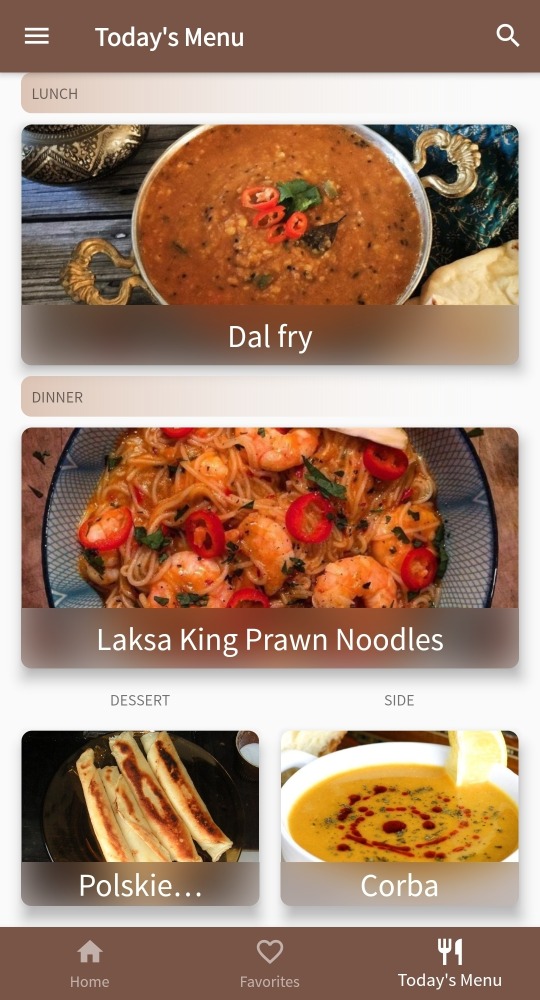 Today's Menu
LUNCH
Dal fry
DINNER
Laksa King Prawn Noodles
DESSERT
SIDE
Polskie...
Corba
Home
Favorites
Today's Menu